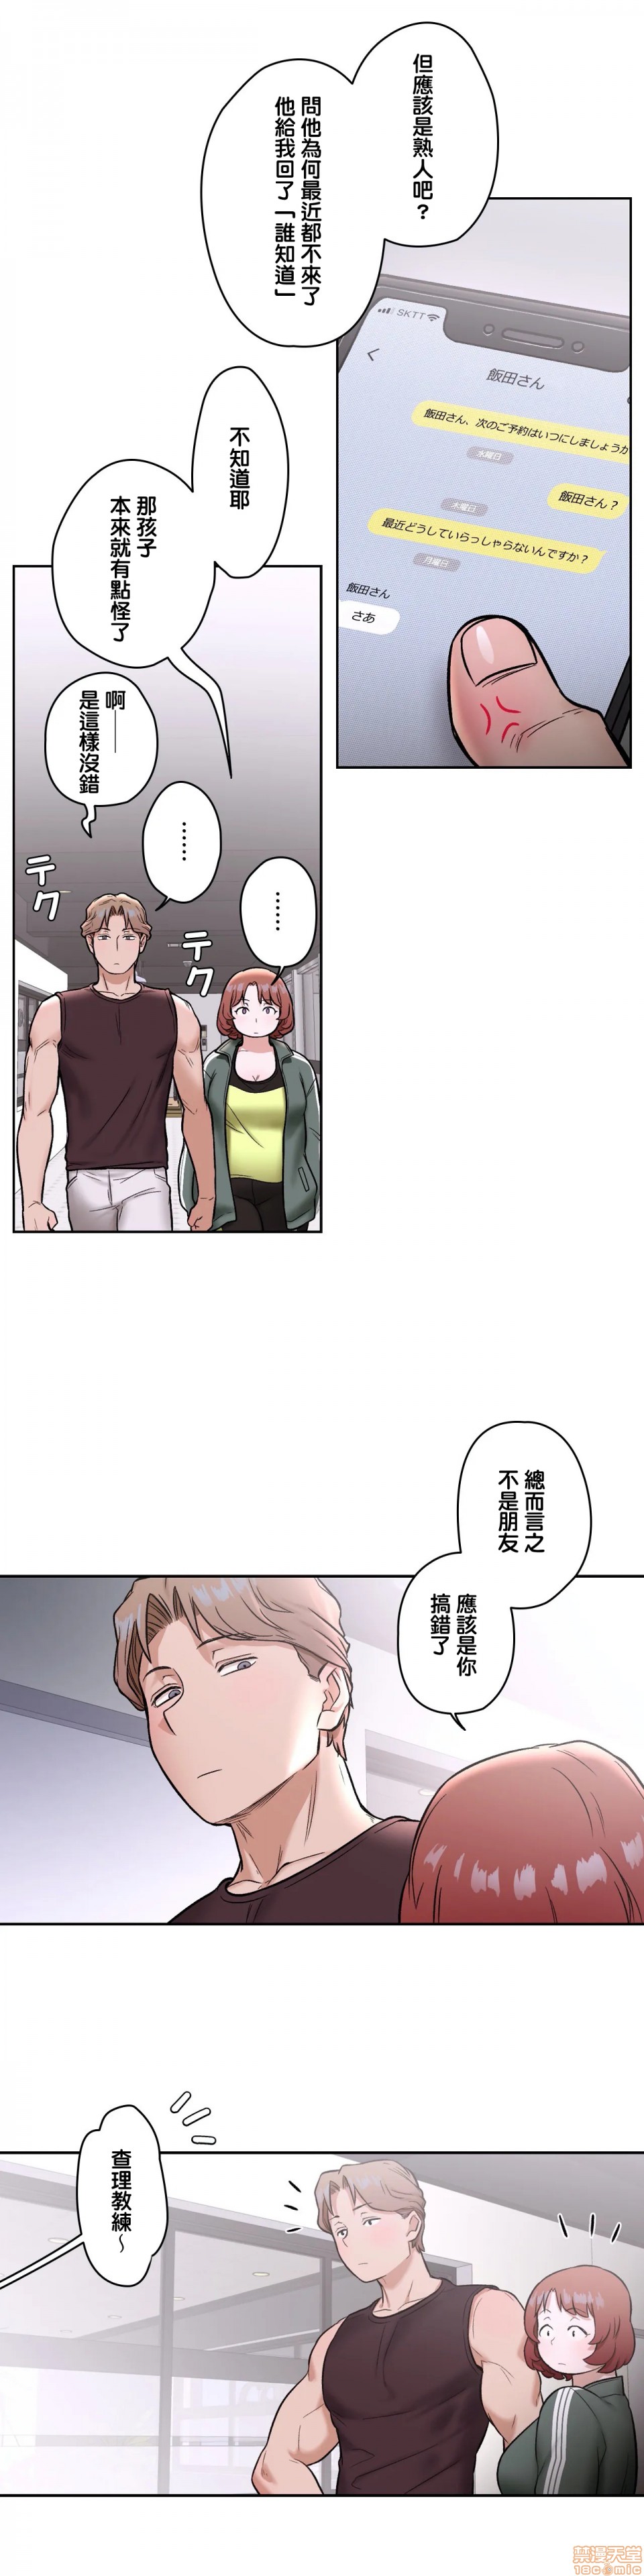 但應該是熟人吧？
問他為何最近都不來了
他給我回了「誰知道」
SKTT
飯田さん
飯田さん、次のご予約はいつにしましょうか
水曜日
飯田さん？
木曜日
最近どうしていらっしゃらないんですか？
月曜日
飯田さん
さあ
不知道耶
那孩子
本來就有點怪了
啊——
是這樣沒錯
……
……
テク
テク
總而言之
不是朋友
應該是你
搞錯了
查理教練~
禁漫天堂
18comic